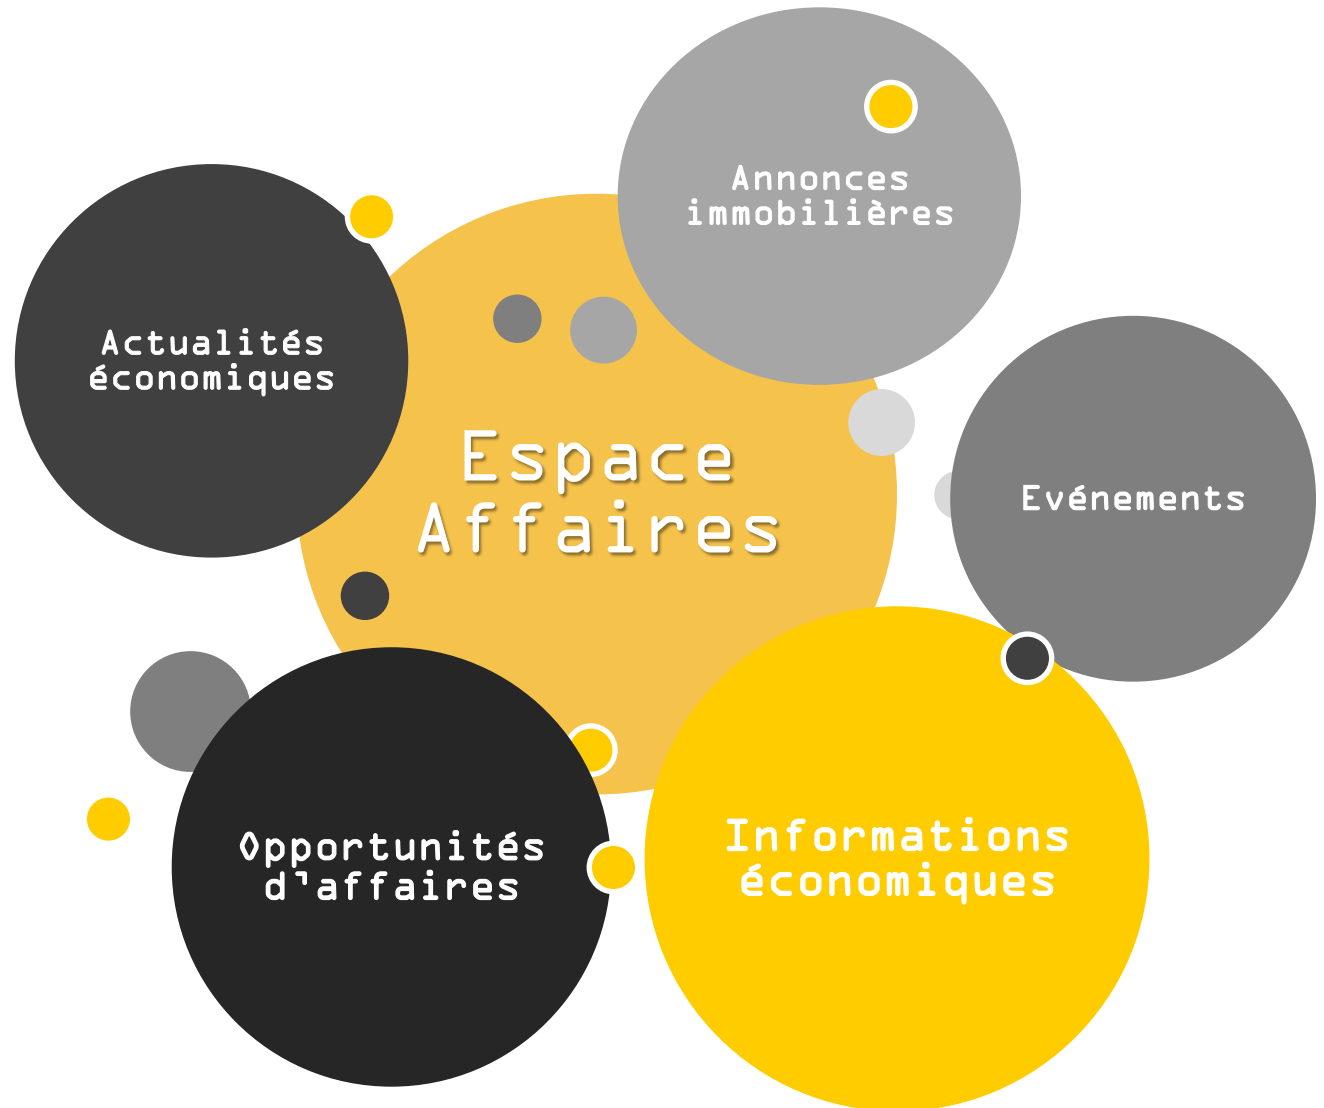 Annonces
immobilières
Actualités
économiques
Espace
Affaires
Evénements
Informations
économiques
Opportunités
d'affaires